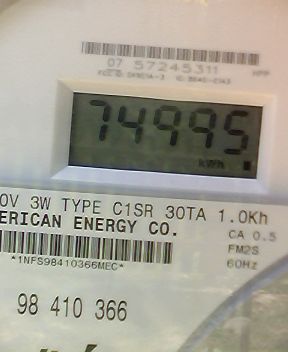 07 57245311
HPP
74995
kWh
0V 3W TYPE C1SR 30TA 1.0Kh
ERICAN ENERGY CO.
CA 0.5
FM2S
60Hz
*1NFS98410366MEC*
98 410 366